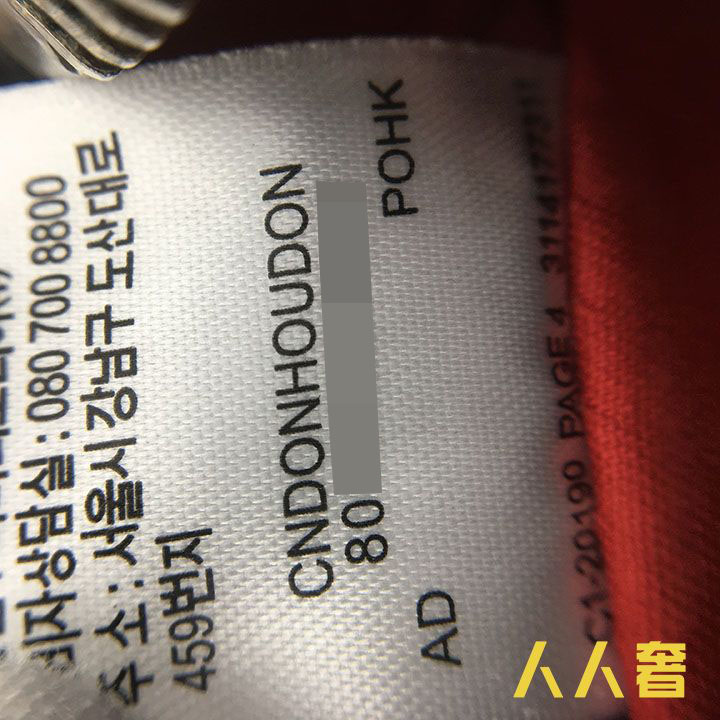 비자상담실 : 080 700 8800
주 소 : 서울시 강남구 도산대로
459번지
CNDONHOUDON
80
AD POHK
PAGE 4
人人奢